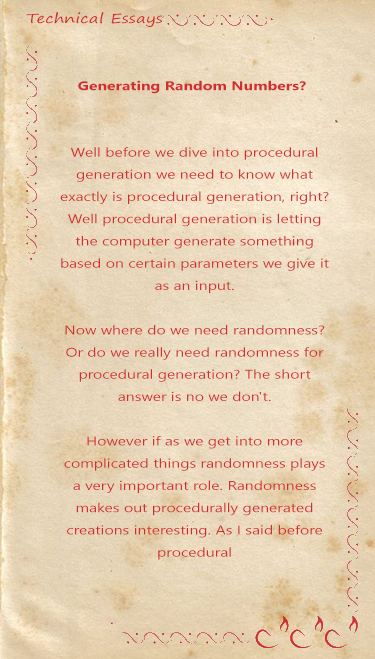 Technical Essays
Generating Random Numbers?
Well before we dive into procedural
generation we need to know what
exactly is procedural generation, right?
Well procedural generation is letting
the computer generate something
based on certain parameters we give it
as an input.
Now where do we need randomness?
Or do we really need randomness for
procedural generation? The short
answer is no we don't.
However if as we get into more
complicated things randomness plays
a very important role. Randomness
makes out procedurally generated
creations interesting. As I said before
procedural